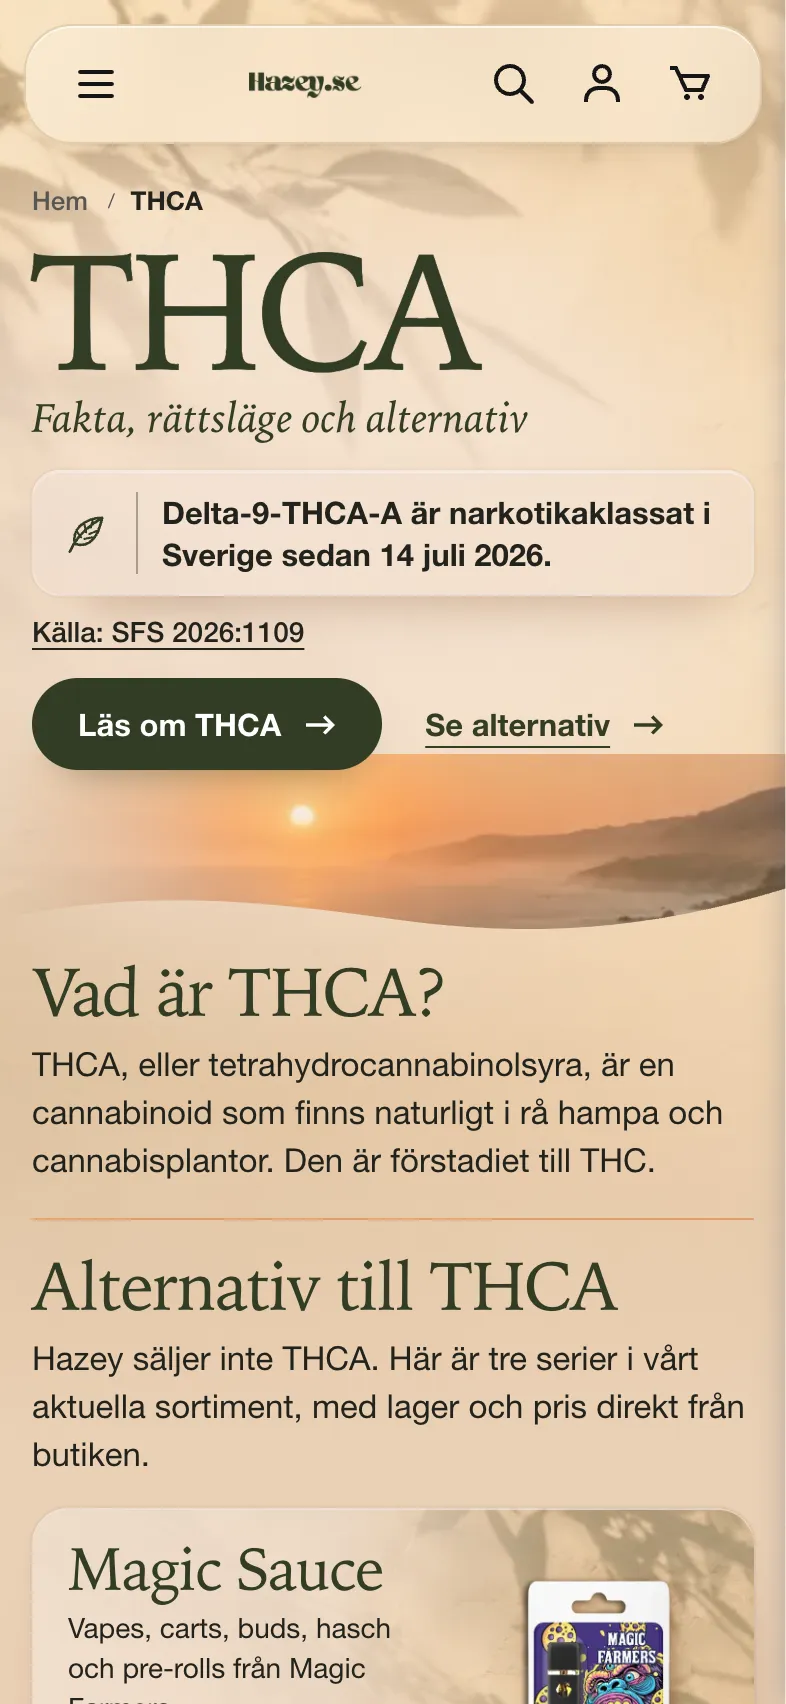 Hazey.se
Hem / THCA
THCA
Fakta, rättsläge och alternativ
Delta-9-THCA-A är narkotikaklassat i
Sverige sedan 14 juli 2026.
Källa: SFS 2026:1109
Läs om THCA →
Se alternativ →
Vad är THCA?
THCA, eller tetrahydrocannabinolsyra, är en
cannabinoid som finns naturligt i rå hampa och
cannabisplantor. Den är förstadiet till THC.
Alternativ till THCA
Hazey säljer inte THCA. Här är tre serier i vårt
aktuella sortiment, med lager och pris direkt från
butiken.
Magic Sauce
Vapes, carts, buds, hasch
och pre-rolls från Magic
MAGIC
FARMERS